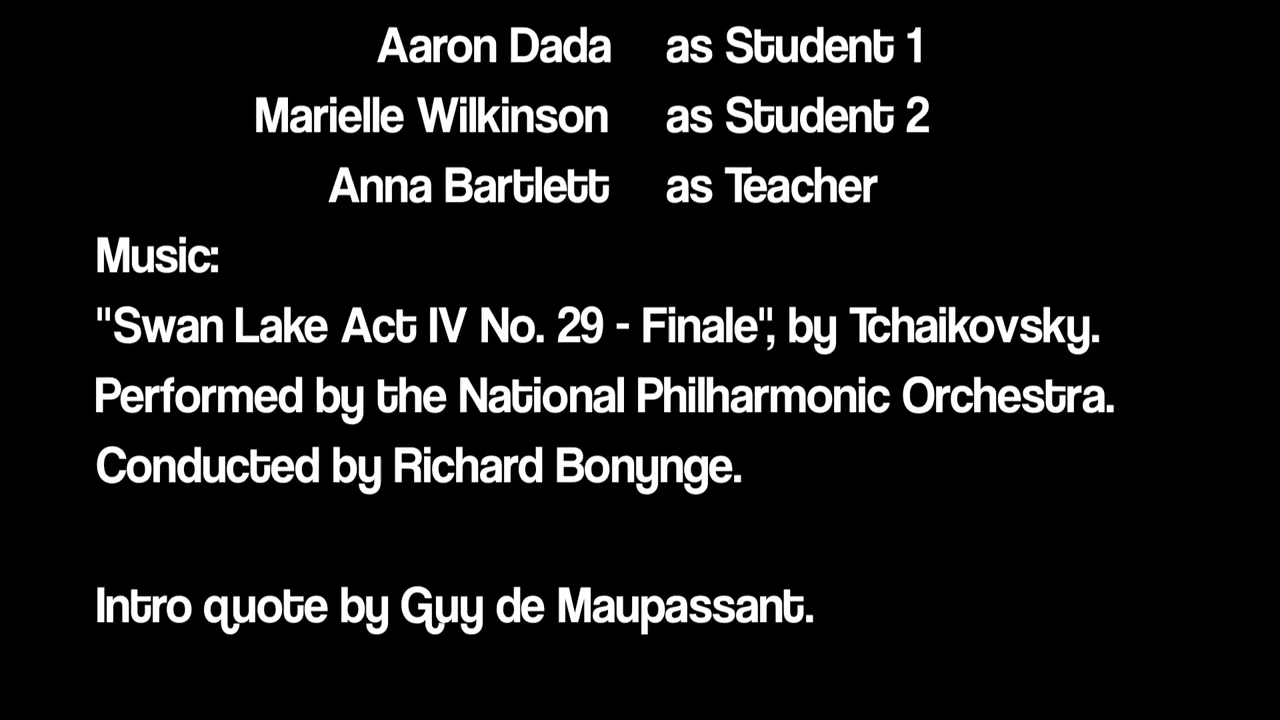 Aaron Dada as Student 1
Marielle Wilkinson as Student 2
Anna Bartlett as Teacher
Music:
"Swan Lake Act IV No. 29 - Finale", by Tchaikovsky.
Performed by the National Philharmonic Orchestra.
Conducted by Richard Bonynge.
Intro quote by Guy de Maupassant.